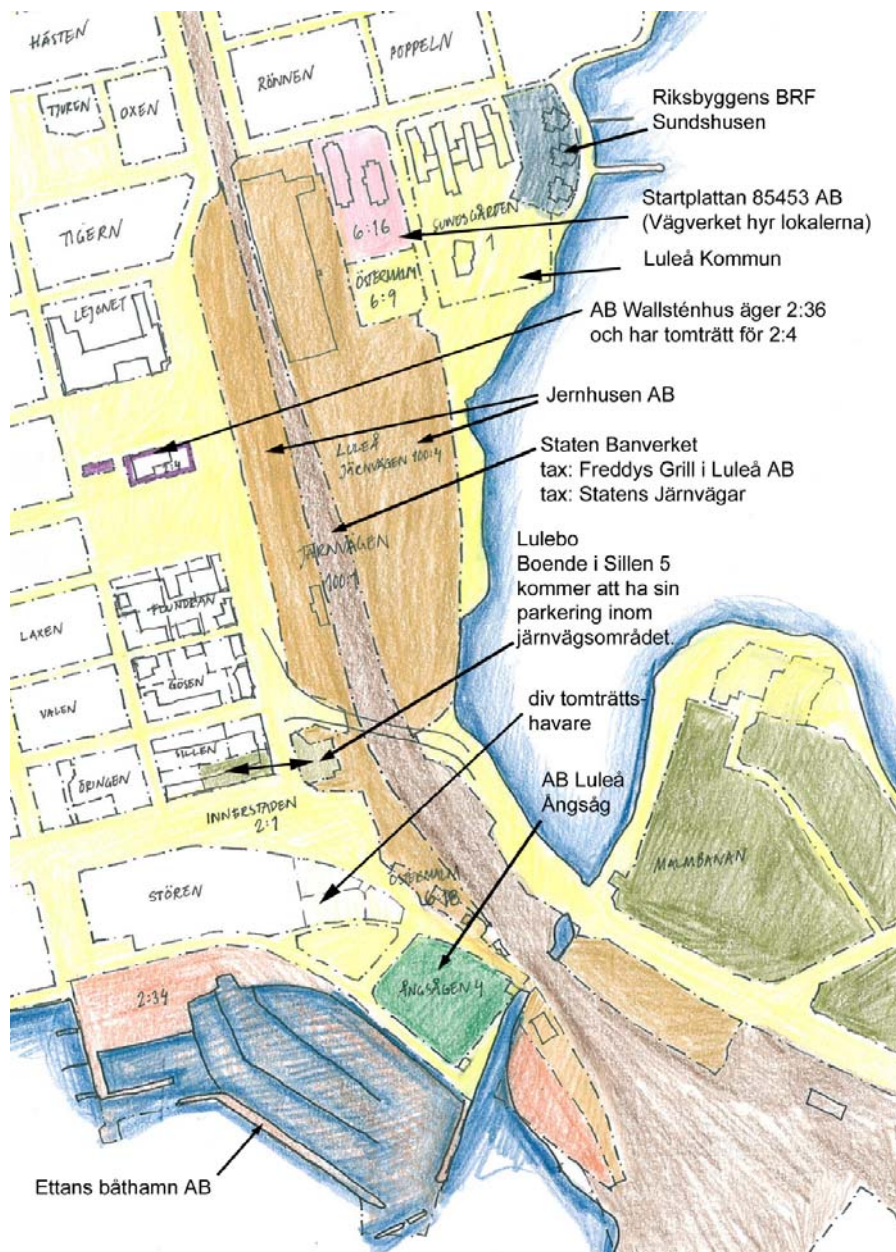 HÄSTEN
POPPELN
RÖNNEN
TJUREN
OXEN
Riksbyggens BRF
Sundshusen
Startplattan 85453 AB
(Vägverket hyr lokalerna)
6:16
SUNDSGÅRDEN
1
TIGERN
Luleå Kommun
ÖSTERMALM
6:9
LEJONET
AB Wallsténhus äger 2:36
och har tomträtt för 2:4
Jernhusen AB
LULEÅ
JÄRNVÄGEN 100:4
2:4
Staten Banverket
tax: Freddys Grill i Luleå AB
tax: Statens Järnvägar
JÄRNVÄGEN
100:1
Lulebo
Boende i Sillen 5
kommer att ha sin
parkering inom
järnvägsområdet.
FLUNDRAN
LAXEN
GÖSEN
VALEN
div tomträtts-
havare
SILLEN
ÖRINGEN
INNERSTADEN
2:1
AB Luleå
Ångsåg
MALMBANAN
STÖREN
ÖSTERMALM
6:18
ÅNGSÅGEN 4
2:34
Ettans båthamn AB